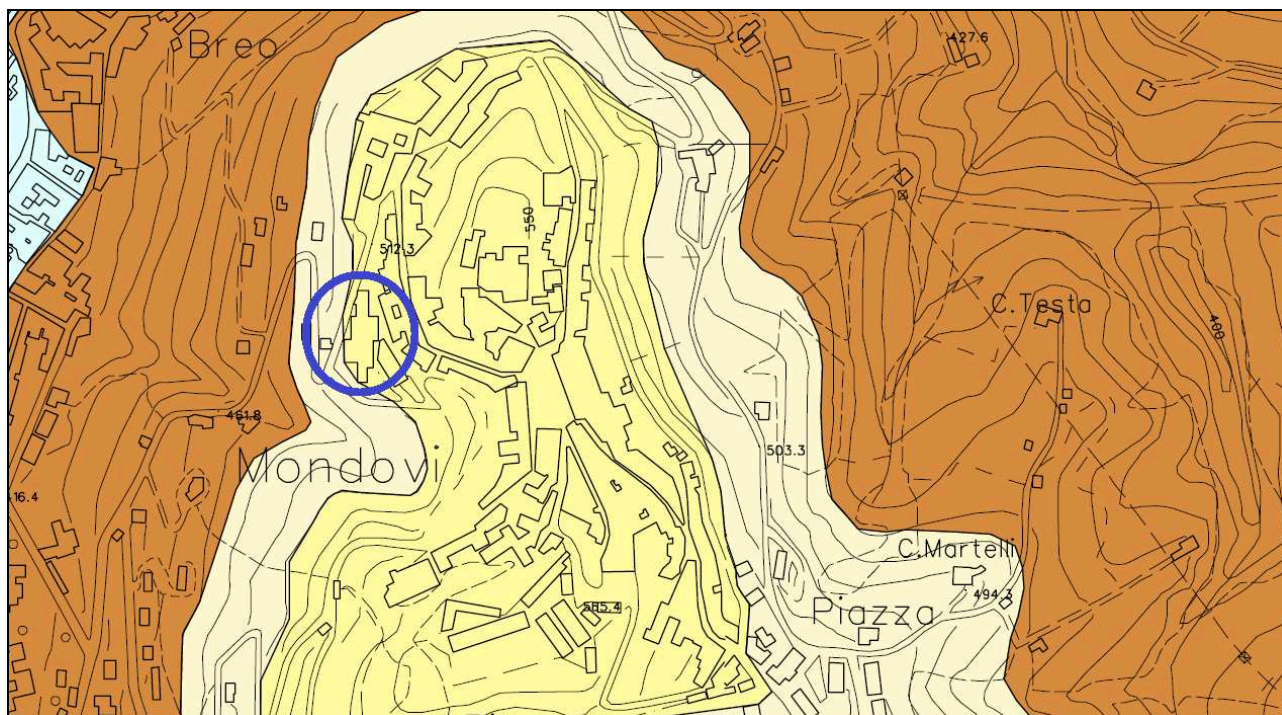 Breo
427.6
550
512.3
C.Testa
400
461.8
503.3
Mondovi
16.4
C.Martelli
494.3
585.4
Piazza